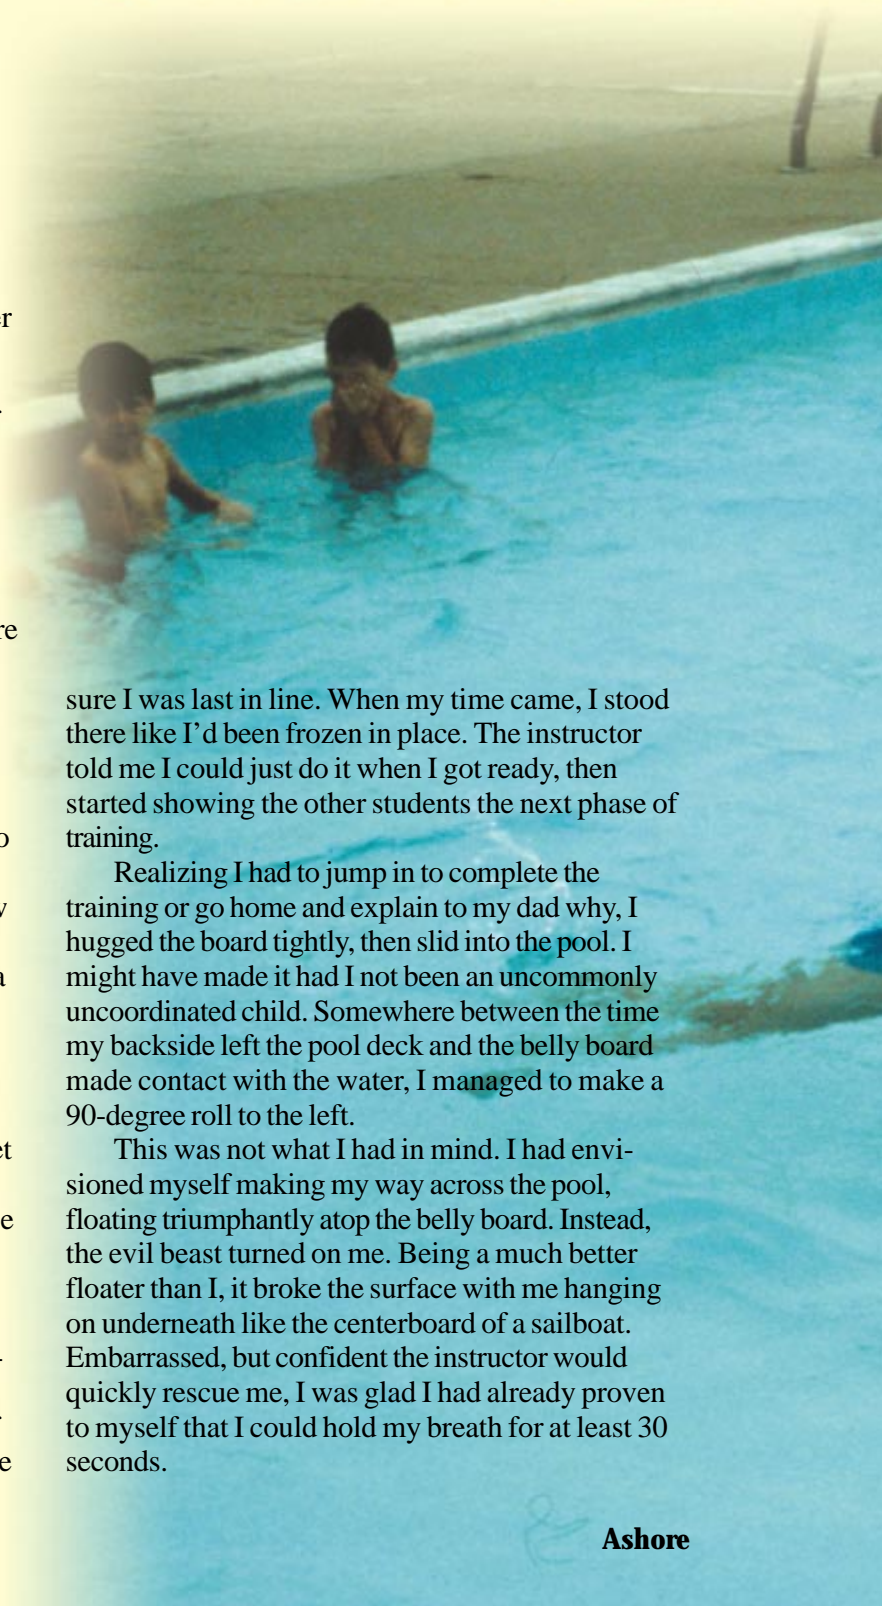 sure I was last in line. When my time came, I stood
there like I’d been frozen in place. The instructor
told me I could just do it when I got ready, then
started showing the other students the next phase of
training.
Realizing I had to jump in to complete the
training or go home and explain to my dad why, I
hugged the board tightly, then slid into the pool. I
might have made it had I not been an uncommonly
uncoordinated child. Somewhere between the time
my backside left the pool deck and the belly board
made contact with the water, I managed to make a
90-degree roll to the left.
This was not what I had in mind. I had envi-
sioned myself making my way across the pool,
floating triumphantly atop the belly board. Instead,
the evil beast turned on me. Being a much better
floater than I, it broke the surface with me hanging
on underneath like the centerboard of a sailboat.
Embarrassed, but confident the instructor would
quickly rescue me, I was glad I had already proven
to myself that I could hold my breath for at least 30
seconds.
Ashore